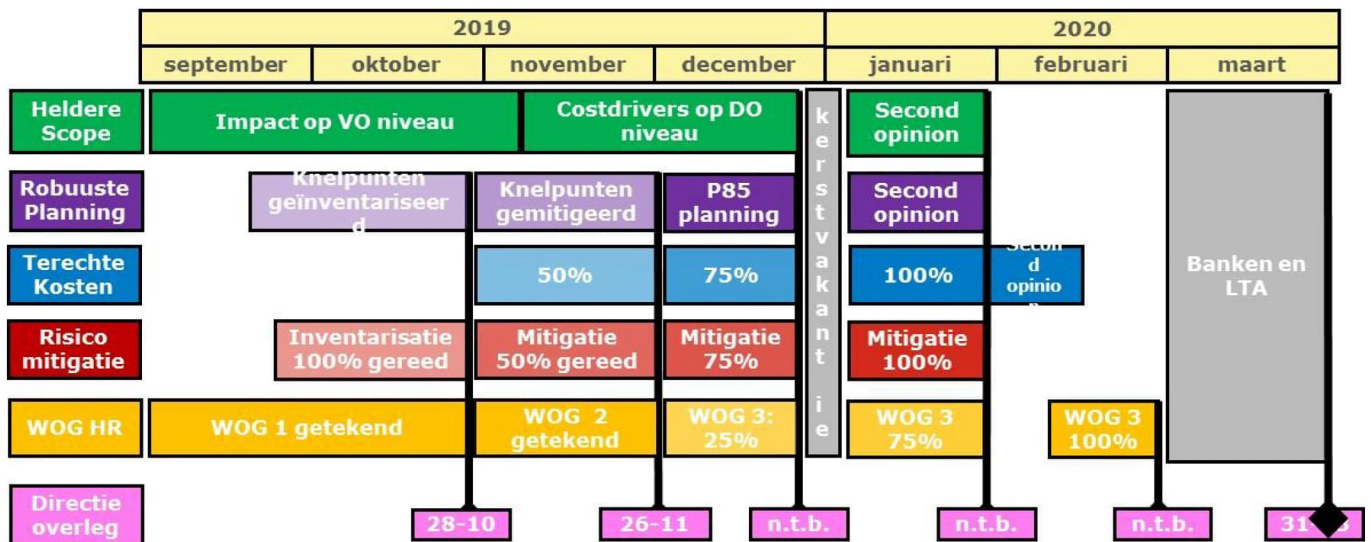 2019
2020
september
oktober
november
december
januari
februari
maart
Heldere
Scope
Impact op VO niveau
Costdrivers op DO
niveau
kerstvakant ie
Second
opinion
Banken en
LTA
Robuuste
Planning
Knelpunten
geïnventariseer
d
Knelpunten
gemitigeerd
P85
planning
Second
opinion
Terechte
Kosten
50%
75%
100%
Secon
d
opinio
n
Risico
mitigatie
Inventarisatie
100% gereed
Mitigatie
50% gereed
Mitigatie
75%
Mitigatie
100%
WOG HR
WOG 1 getekend
WOG 2
getekend
WOG 3:
25%
WOG 3
75%
WOG 3
100%
Directie
overleg
28-10
26-11
n.t.b.
n.t.b.
n.t.b.